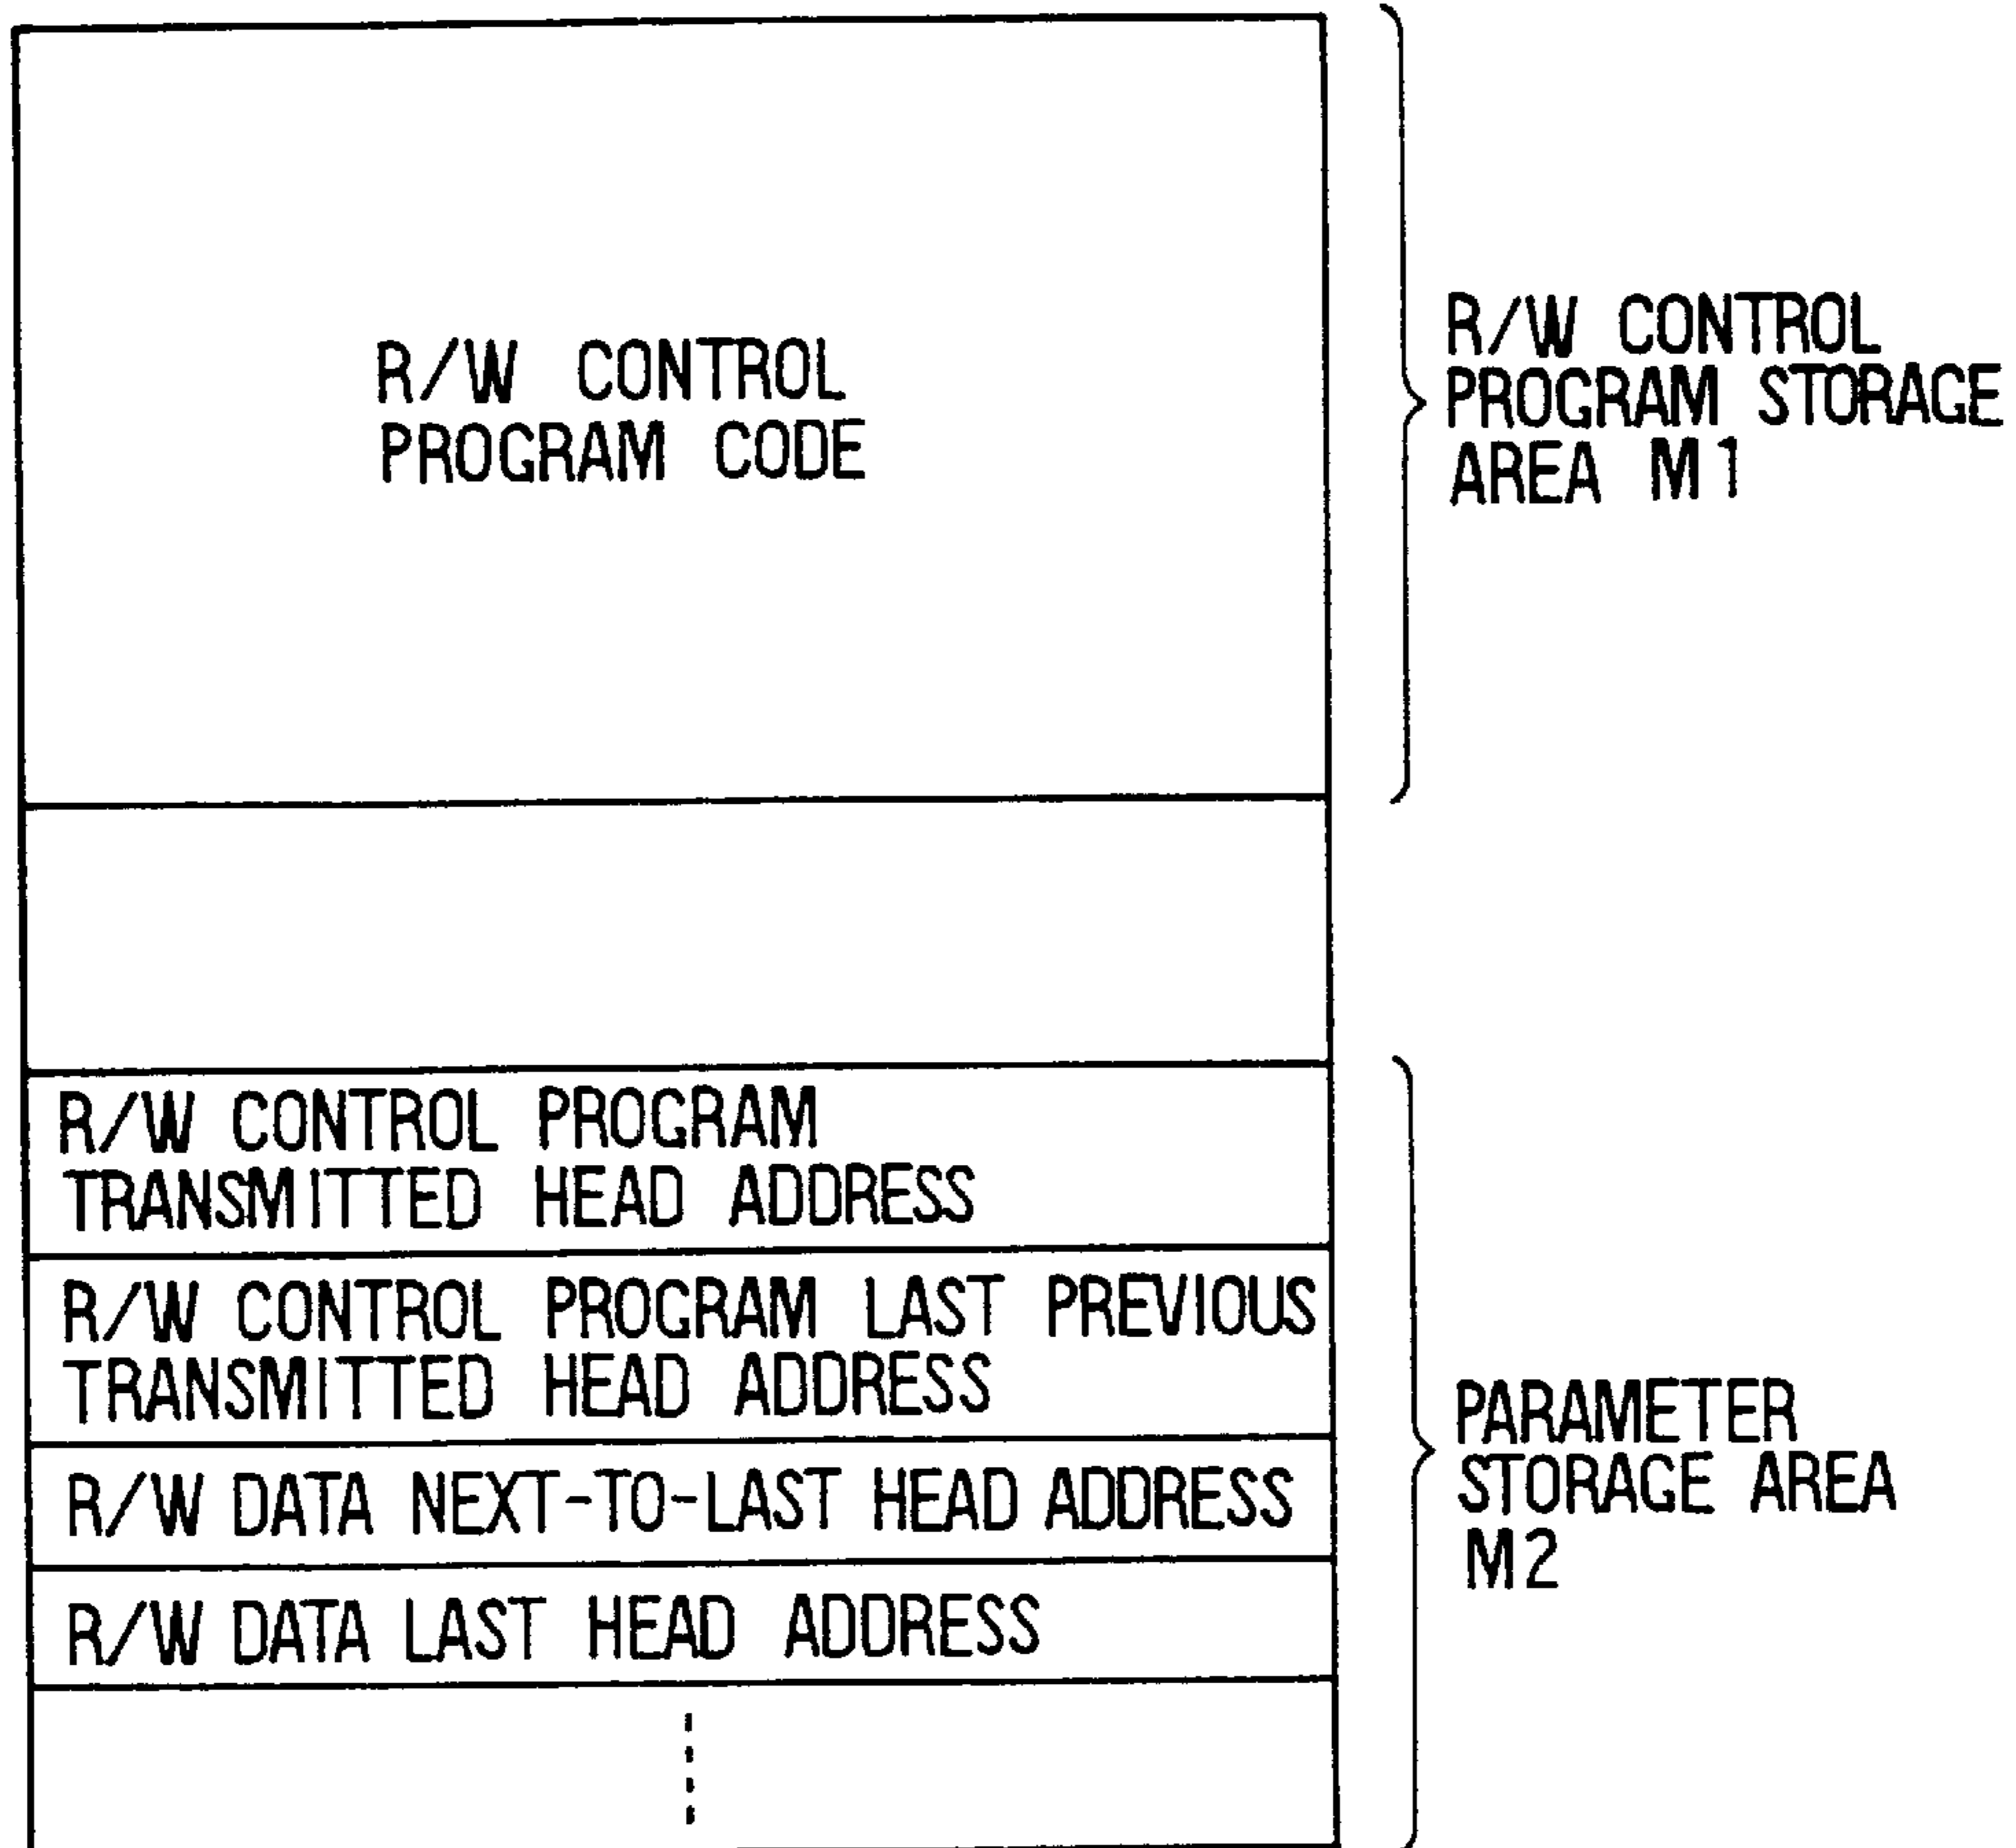 R/W CONTROL
PROGRAM CODE
R/W CONTROL
PROGRAM STORAGE
AREA M1
R/W CONTROL PROGRAM
TRANSMITTED HEAD ADDRESS
R/W CONTROL PROGRAM LAST PREVIOUS
TRANSMITTED HEAD ADDRESS
R/W DATA NEXT-TO-LAST HEAD ADDRESS
R/W DATA LAST HEAD ADDRESS
PARAMETER
STORAGE AREA
M2